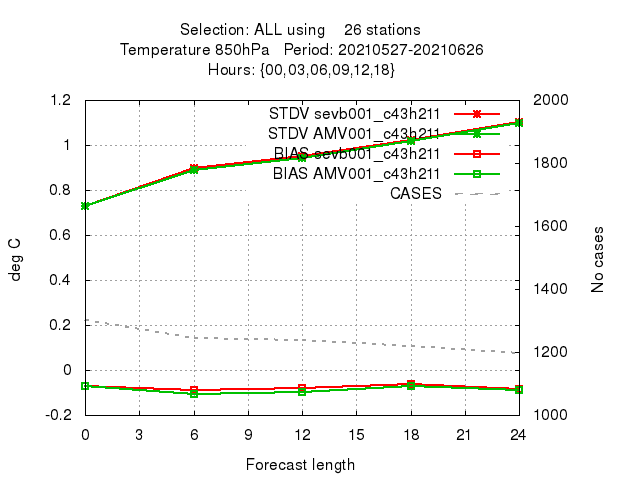 Selection: ALL using    26 stations
Temperature 850hPa   Period: 20210527-20210626
Hours: {00,03,06,09,12,18}
STDV sevb001_c43h211
STDV AMV001_c43h211
BIAS sevb001_c43h211
BIAS AMV001_c43h211
CASES
1.2
1
0.8
0.6
0.4
0.2
0
-0.2
deg C
2000
1800
1600
1400
1200
1000
No cases
0 3 6 9 12 15 18 21 24
Forecast length